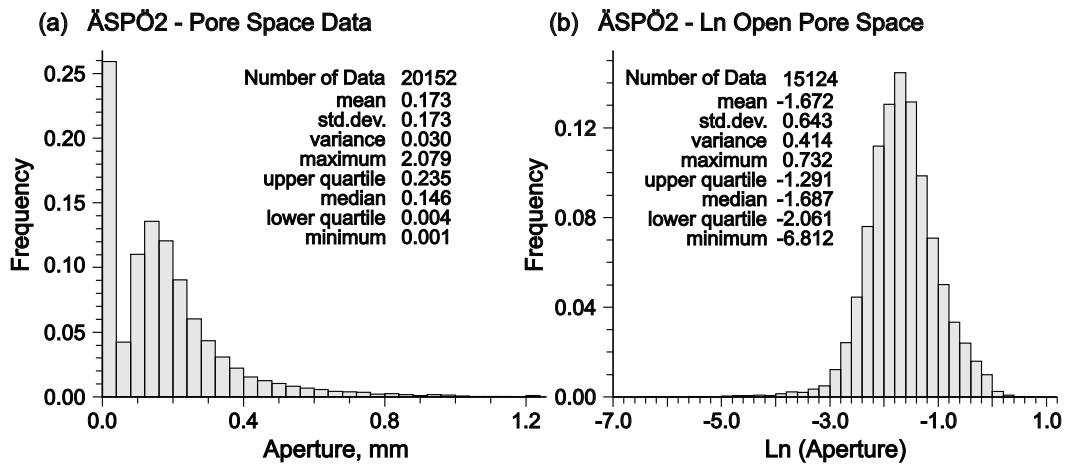 (a) ÄSPÖ2 - Pore Space Data
Number of Data 20152
mean 0.173
std.dev. 0.173
variance 0.030
maximum 2.079
upper quartile 0.235
median 0.146
lower quartile 0.004
minimum 0.001
Frequency
0.25
0.20
0.15
0.10
0.05
0.00
0.0 0.4 0.8 1.2
Aperture, mm
(b) ÄSPÖ2 - Ln Open Pore Space
Number of Data 15124
mean -1.672
std.dev. 0.643
variance 0.414
maximum 0.732
upper quartile -1.291
median -1.687
lower quartile -2.061
minimum -6.812
Frequency
0.12
0.08
0.04
0.00
-7.0 -5.0 -3.0 -1.0 1.0
Ln (Aperture)